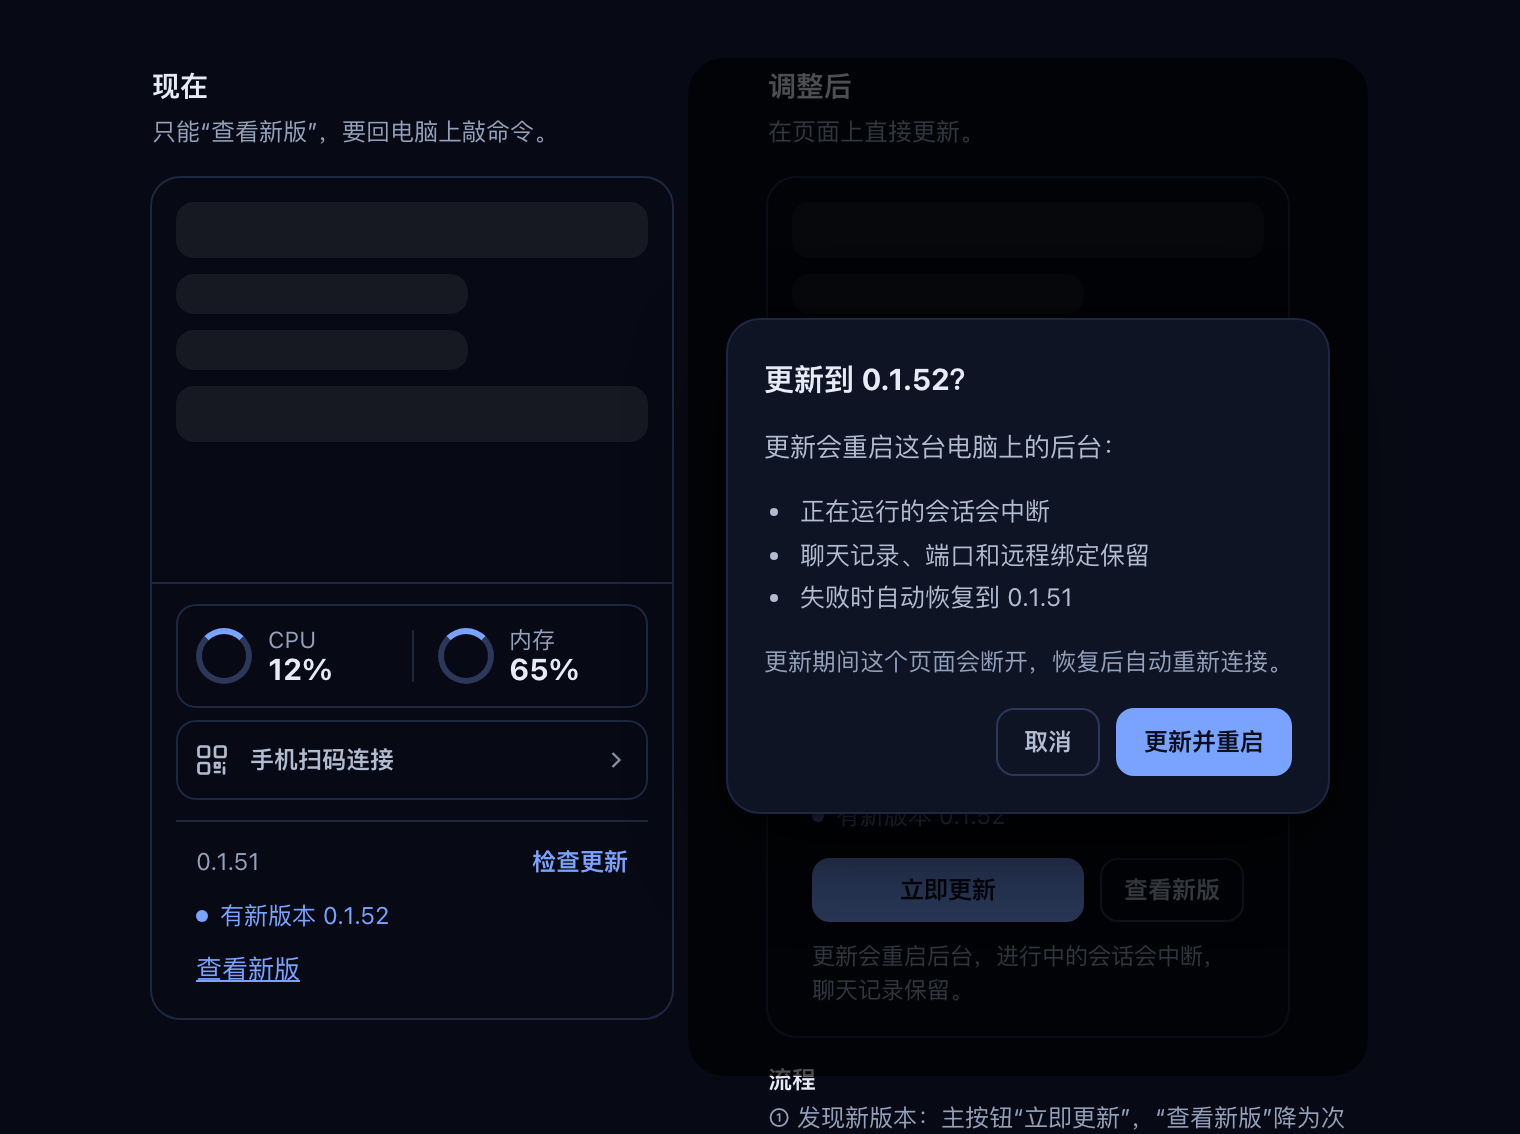 现在
只能“查看新版”，要回电脑上敲命令。
CPU
12%
内存
65%
手机扫码连接
0.1.51
检查更新
有新版本 0.1.52
查看新版
调整后
在页面上直接更新。
更新到 0.1.52?
更新会重启这台电脑上的后台：
• 正在运行的会话会中断
• 聊天记录、端口和远程绑定保留
• 失败时自动恢复到 0.1.51
更新期间这个页面会断开，恢复后自动重新连接。
取消
更新并重启
有新版本 0.1.52
立即更新
查看新版
更新会重启后台，进行中的会话会中断，
聊天记录保留。
流程
① 发现新版本：主按钮“立即更新”，“查看新版”降为次